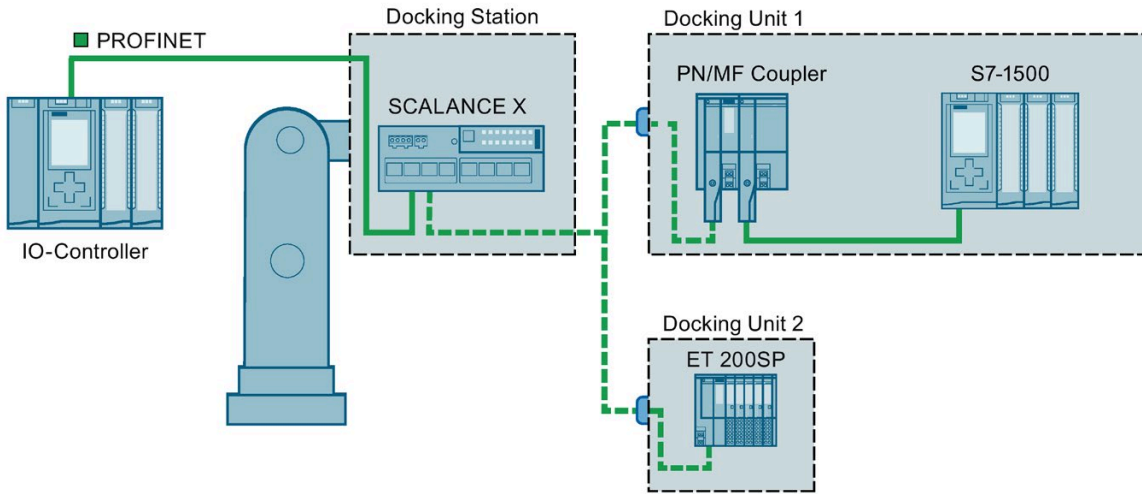 Docking Station
Docking Unit 1
PROFINET
PN/MF Coupler
S7-1500
SCALANCE X
IO-Controller
Docking Unit 2
ET 200SP